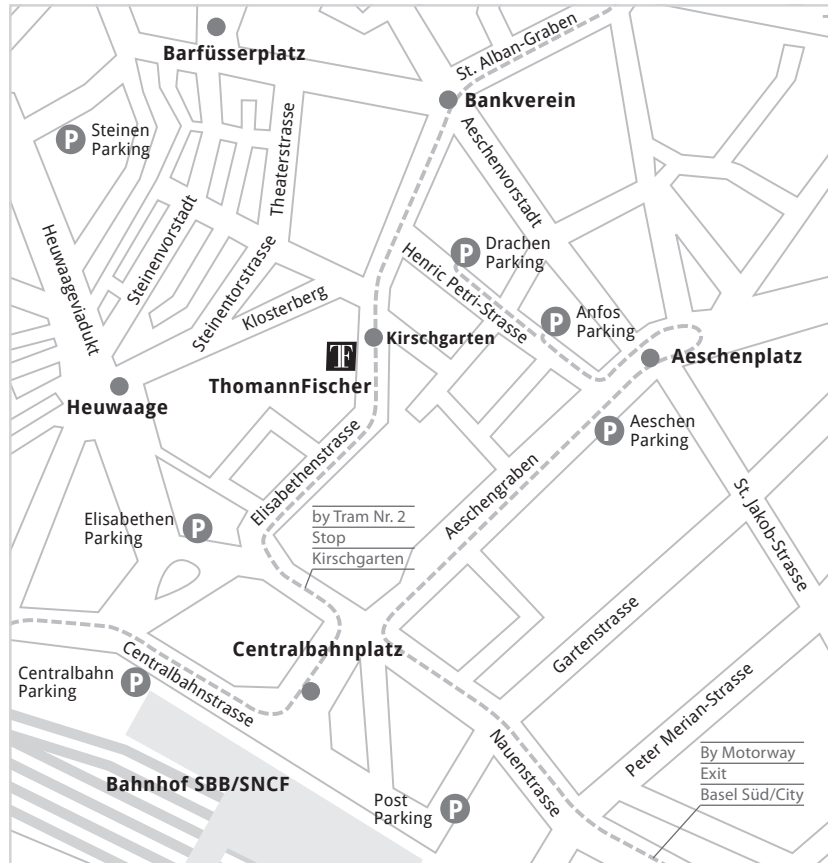 Barfüsserplatz
St. Alban-Graben
Bankverein
P
Steinen
Parking
Theaterstrasse
Aeschenvorstadt
Heuwaageviadukt
Steinenvorstadt
Steinentorstrasse
Klosterberg
P
Drachen
Parking
Henric Petri-Strasse
P
Anfos
Parking
Kirschgarten
TF
ThomannFischer
Aeschenplatz
Heuwaage
P
Aeschen
Parking
Elisabethenstrasse
Aeschengraben
St. Jakob-Strasse
Elisabethen
Parking
P
by Tram Nr. 2
Stop
Kirschgarten
Gartenstrasse
Centralbahnplatz
Centralbahn
Parking
P
Centralbahnstrasse
Peter Merian-Strasse
Nauenstrasse
By Motorway
Exit
Basel Süd/City
Bahnhof SBB/SNCF
Post
Parking
P